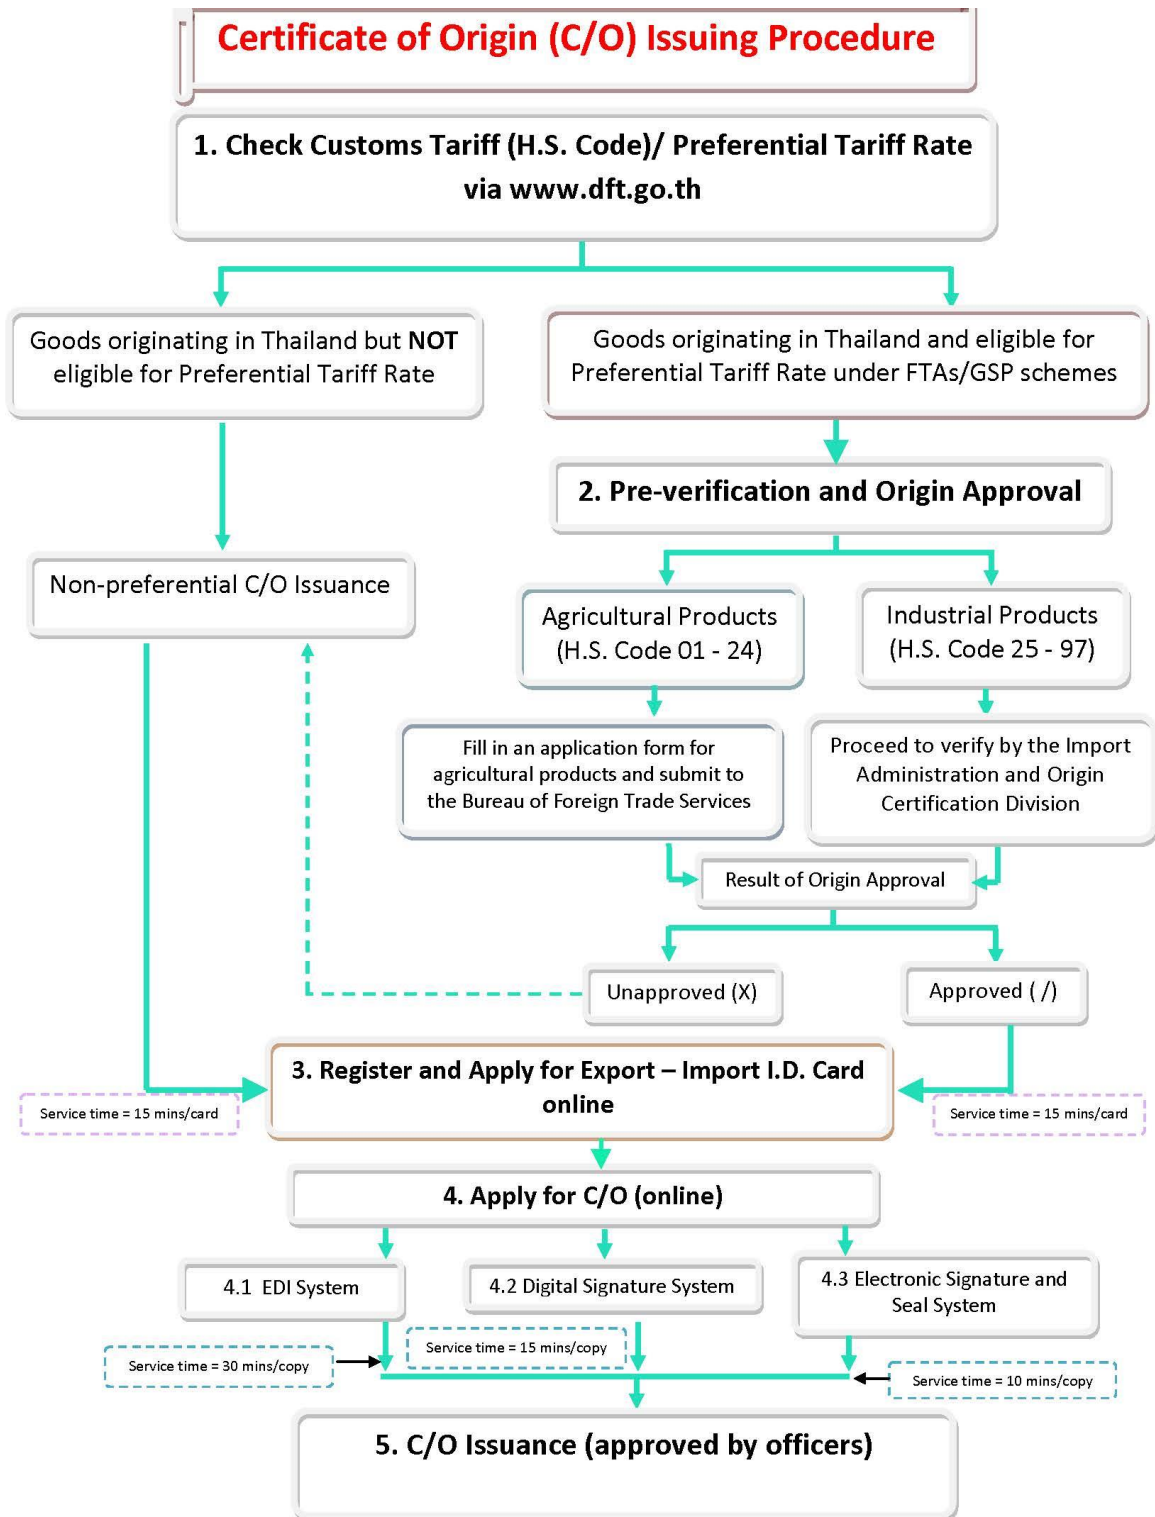 Certificate of Origin (C/O) Issuing Procedure
1. Check Customs Tariff (H.S. Code)/ Preferential Tariff Rate
via www.dft.go.th
Goods originating in Thailand but NOT
eligible for Preferential Tariff Rate
Goods originating in Thailand and eligible for
Preferential Tariff Rate under FTAs/GSP schemes
2. Pre-verification and Origin Approval
Non-preferential C/O Issuance
Agricultural Products
(H.S. Code 01 - 24)
Industrial Products
(H.S. Code 25 - 97)
Fill in an application form for
agricultural products and submit to
the Bureau of Foreign Trade Services
Proceed to verify by the Import
Administration and Origin
Certification Division
Result of Origin Approval
Unapproved (X)
Approved ( /)
3. Register and Apply for Export – Import I.D. Card
online
Service time = 15 mins/card
Service time = 15 mins/card
4. Apply for C/O (online)
4.1 EDI System
4.2 Digital Signature System
4.3 Electronic Signature and
Seal System
Service time = 30 mins/copy
Service time = 15 mins/copy
Service time = 10 mins/copy
5. C/O Issuance (approved by officers)